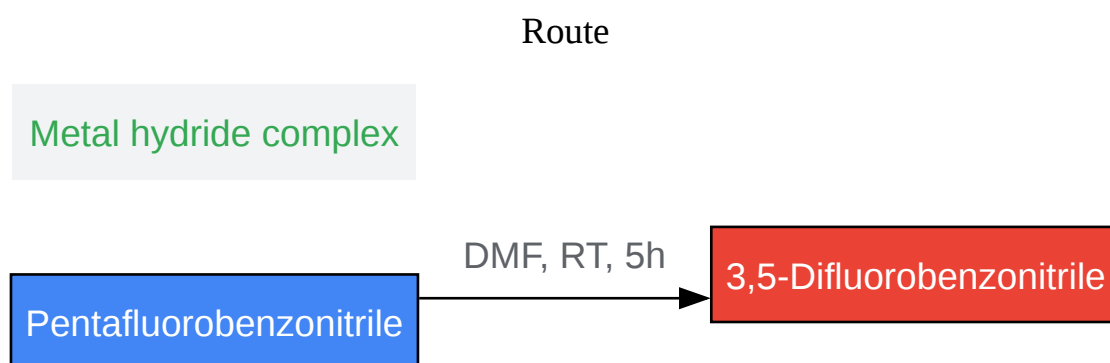 Route
Metal hydride complex
DMF, RT, 5h
3,5-Difluorobenzonitrile
Pentafluorobenzonitrile